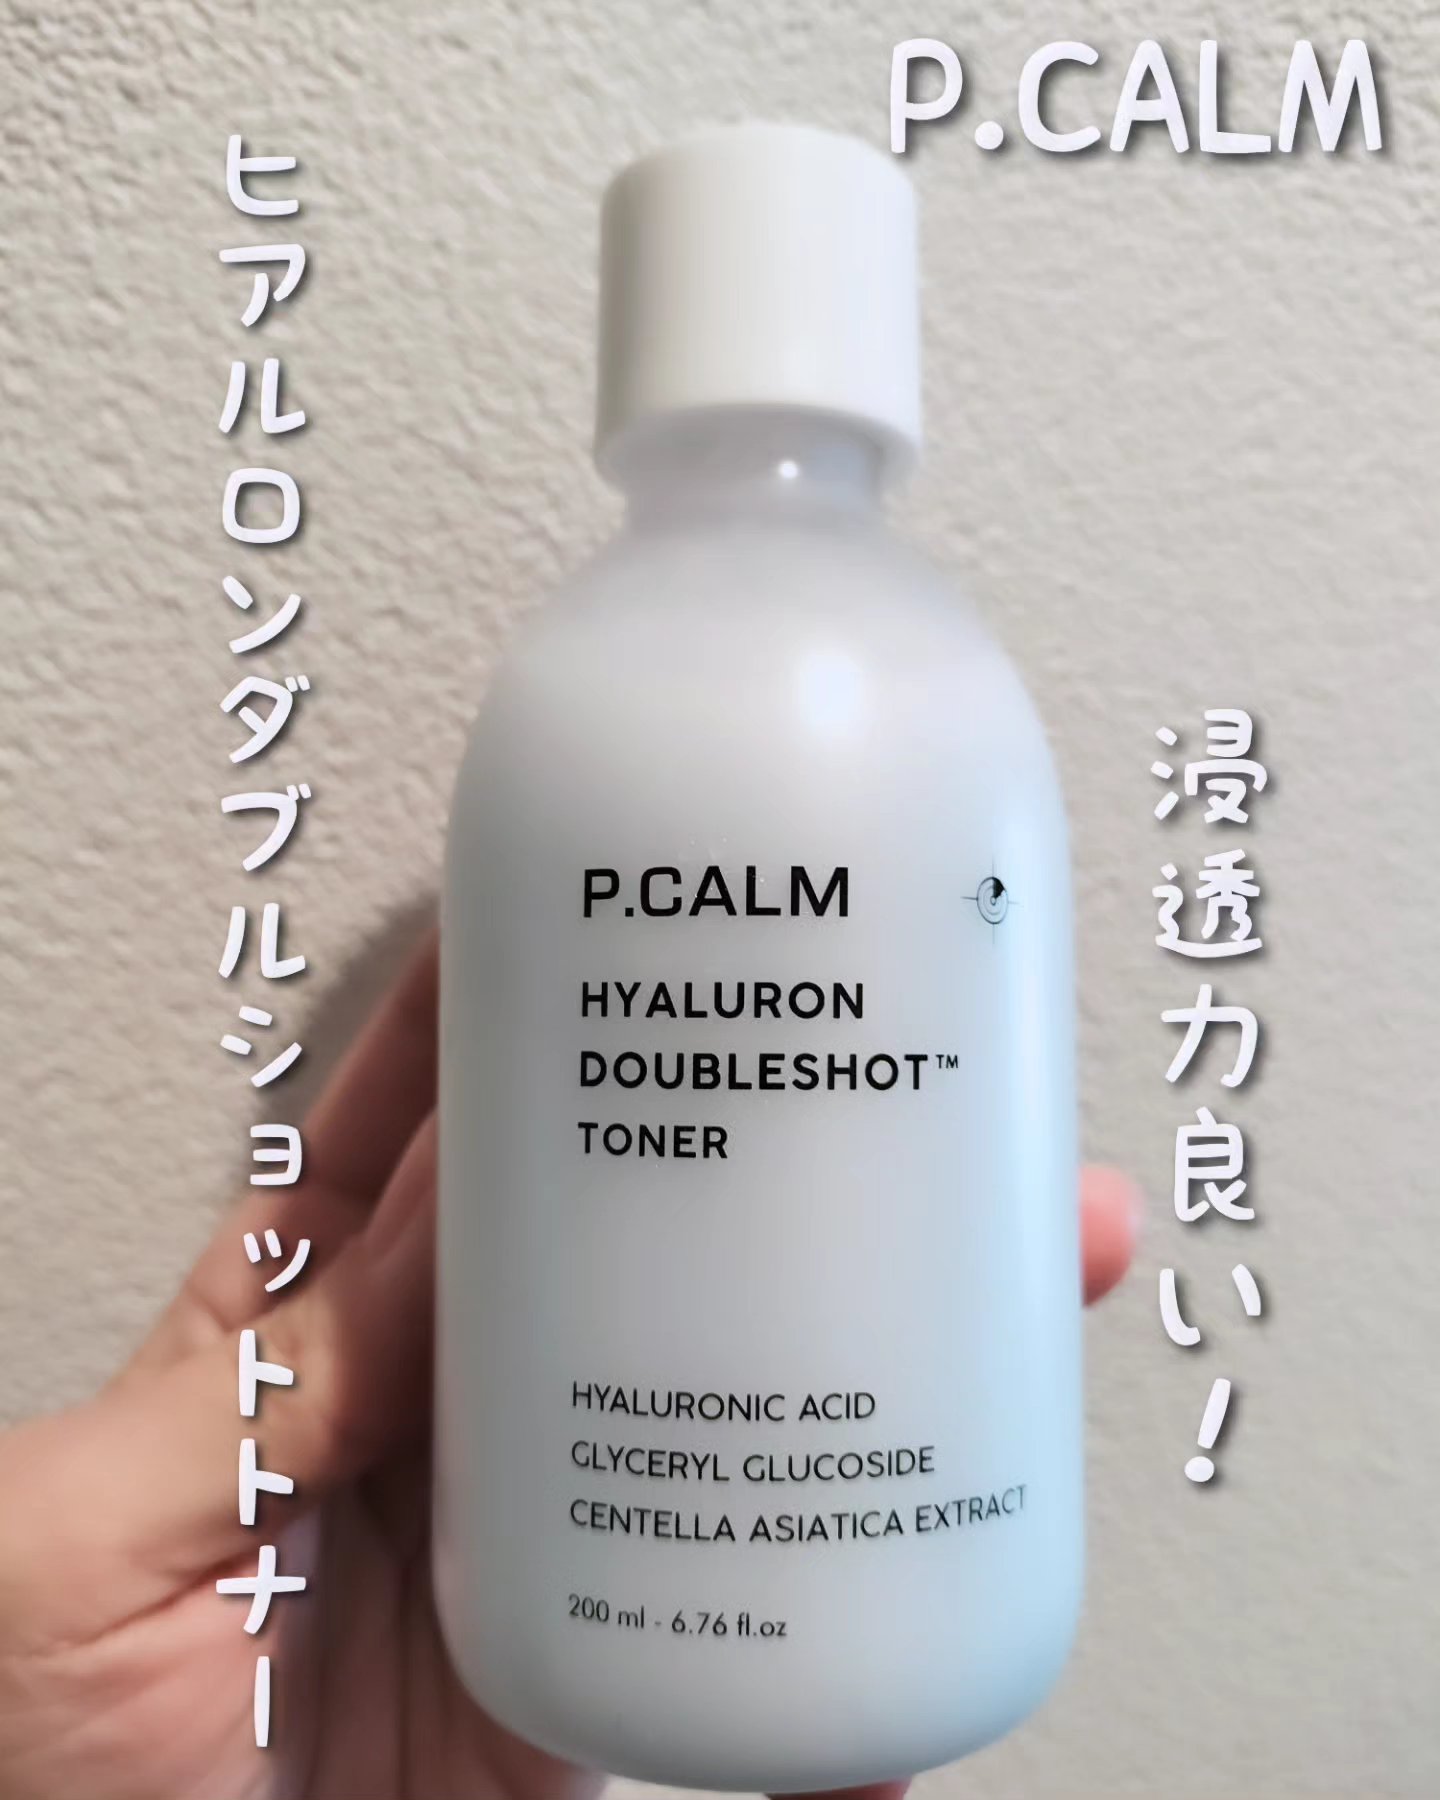 P.CALM
ヒアルロンダブルショットトナー
浸透力良い！
P.CALM
HYALURON
DOUBLESHOT™
TONER
HYALURONIC ACID
GLYCERYL GLUCOSIDE
CENTELLA ASIATICA EXTRACT
200 ml - 6.76 fl.oz